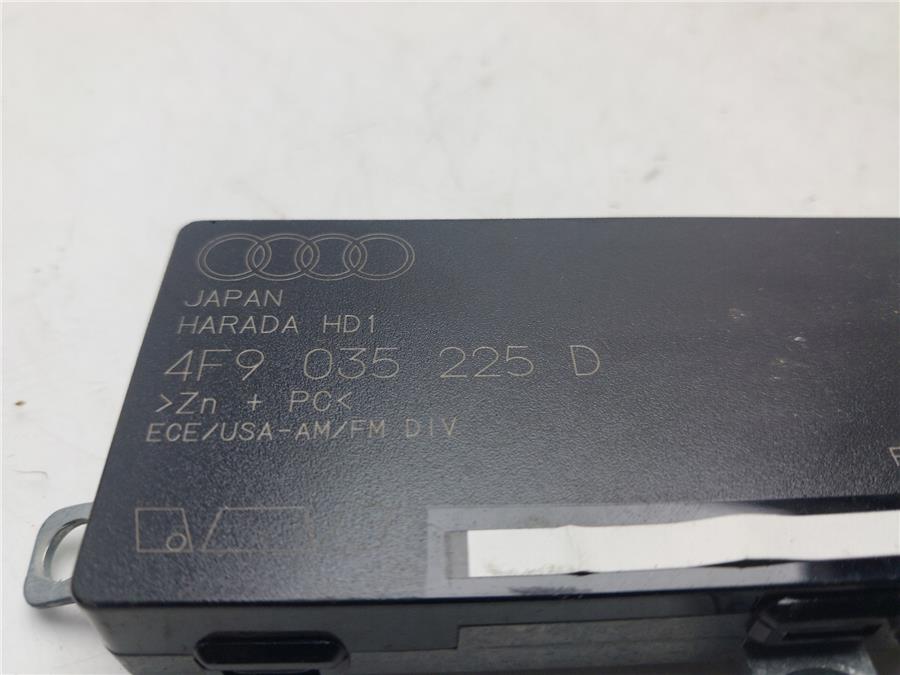 JAPAN
HARADA HD1
4F9 035 225 D
>Zn + PC<
ECE/USA-AM/FM DIV